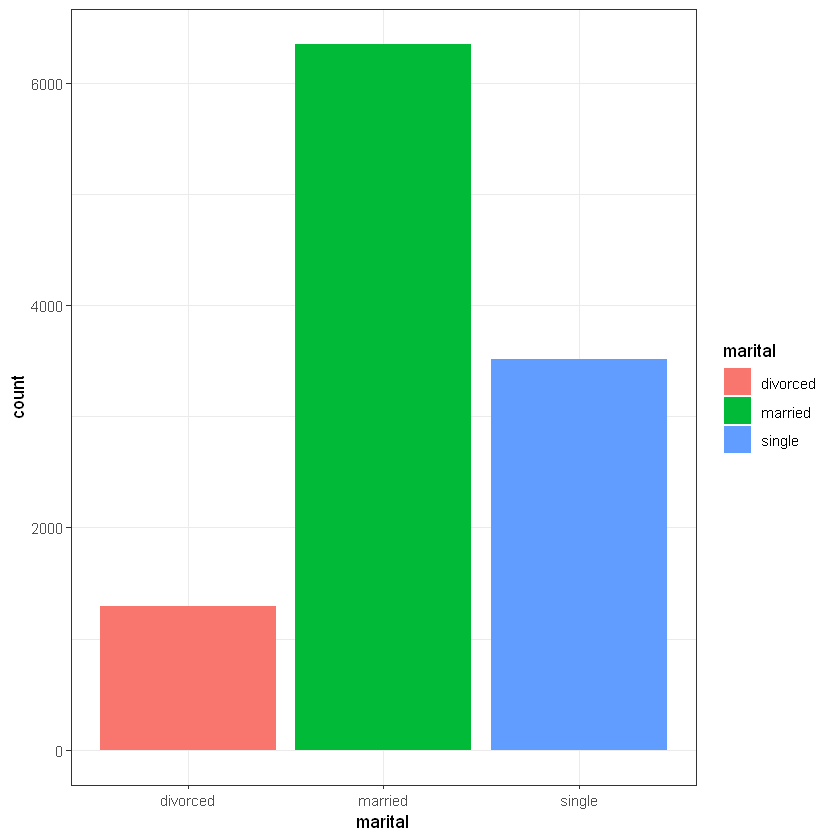 6000
4000
2000
0
count
divorced
married
single
marital
marital
divorced
married
single